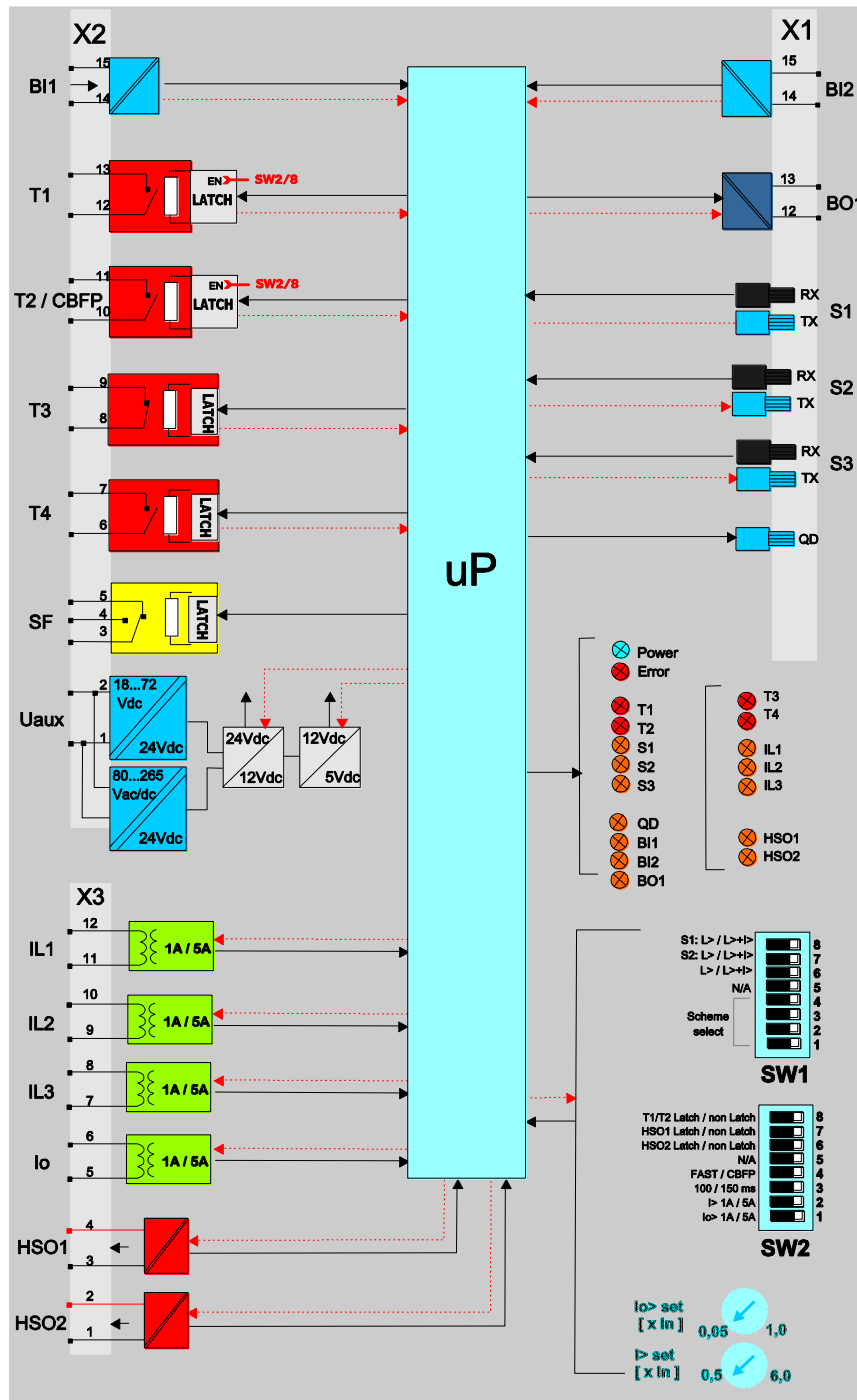 X2
X1
15
BI1
14
15
BI2
14
13
T1
12
EN
SW2/8
LATCH
13
BO1
12
11
T2 / CBFP
10
EN
SW2/8
LATCH
RX
S1
TX
9
T3
8
LATCH
RX
S2
TX
RX
S3
TX
7
T4
6
LATCH
QD
uP
5
SF
4
3
LATCH
Power
Error
T1
T2
S1
S2
S3
QD
BI1
BI2
BO1
T3
T4
IL1
IL2
IL3
HSO1
HSO2
Uaux
2
1
18...72
Vdc
24Vdc
80...265
Vac/dc
24Vdc
24Vdc
12Vdc
12Vdc
5Vdc
X3
12
IL1
11
1A / 5A
10
IL2
9
1A / 5A
8
IL3
7
1A / 5A
6
Io
5
1A / 5A
4
HSO1
3
2
HSO2
1
S1: L> / L>+I> 8
S2: L> / L>+I> 7
L> / L>+I> 6
N/A 5
4
Scheme 3
select 2
1
SW1
T1/T2 Latch / non Latch 8
HSO1 Latch / non Latch 7
HSO2 Latch / non Latch 6
N/A 5
FAST / CBFP 4
100 / 150 ms 3
I> 1A / 5A 2
Io> 1A / 5A 1
SW2
Io> set
[ x In ] 0,05 1,0
I> set
[ x In ] 0,5 6,0